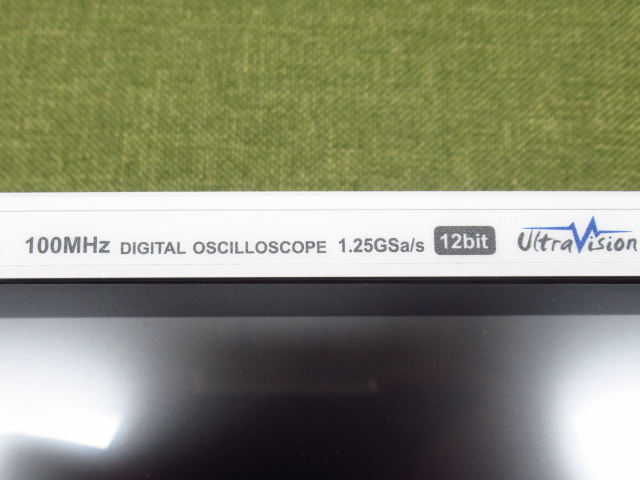 100MHz DIGITAL OSCILLOSCOPE 1.25GSa/s 12bit UltraVision